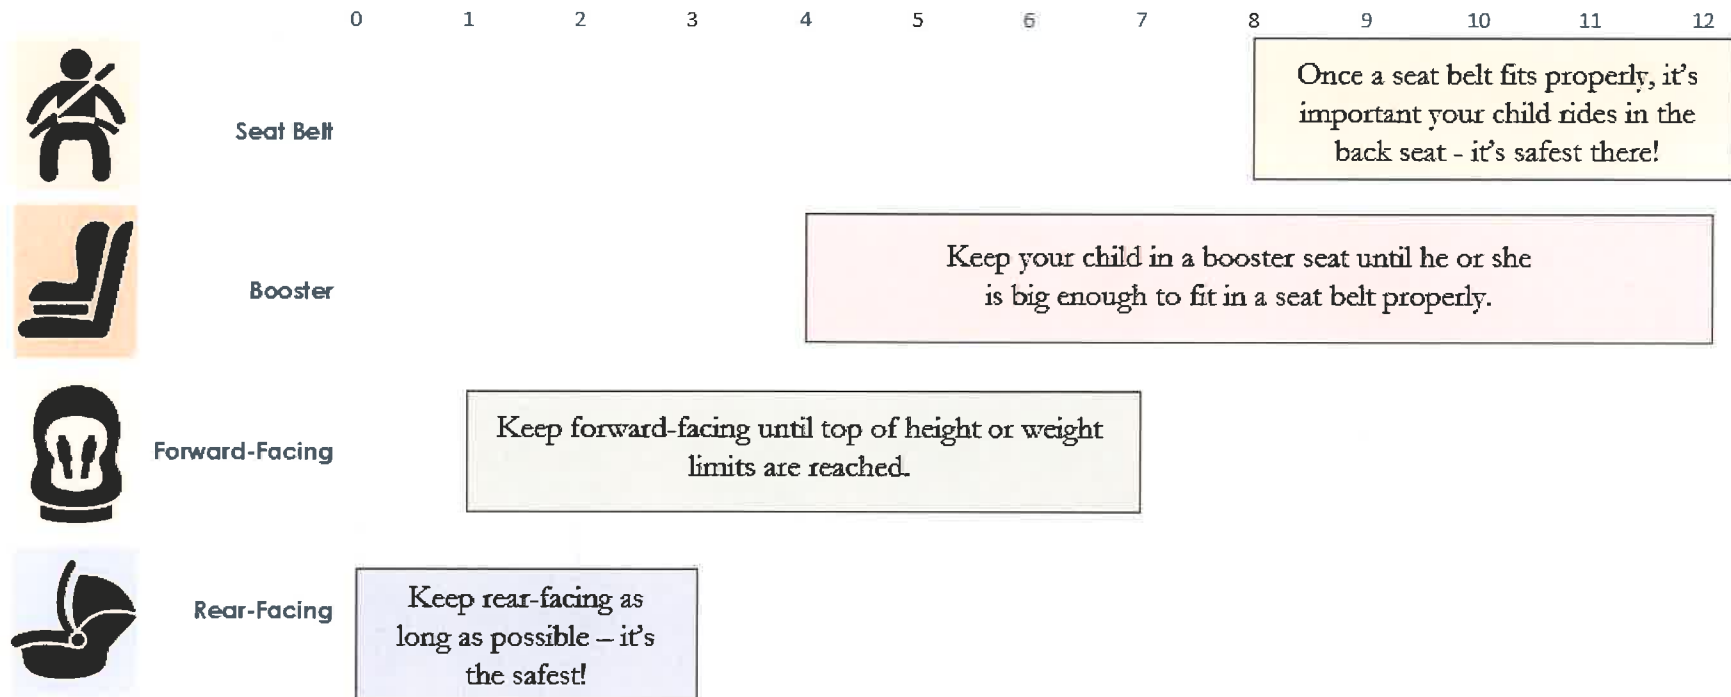 0 1 2 3 4 5 6 7 8 9 10 11 12
Once a seat belt fits properly, it's
important your child rides in the
back seat - it's safest there!
Seat Belt
Keep your child in a booster seat until he or she
is big enough to fit in a seat belt properly.
Booster
Keep forward-facing until top of height or weight
limits are reached.
Forward-Facing
Keep rear-facing as
long as possible – it's
the safest!
Rear-Facing